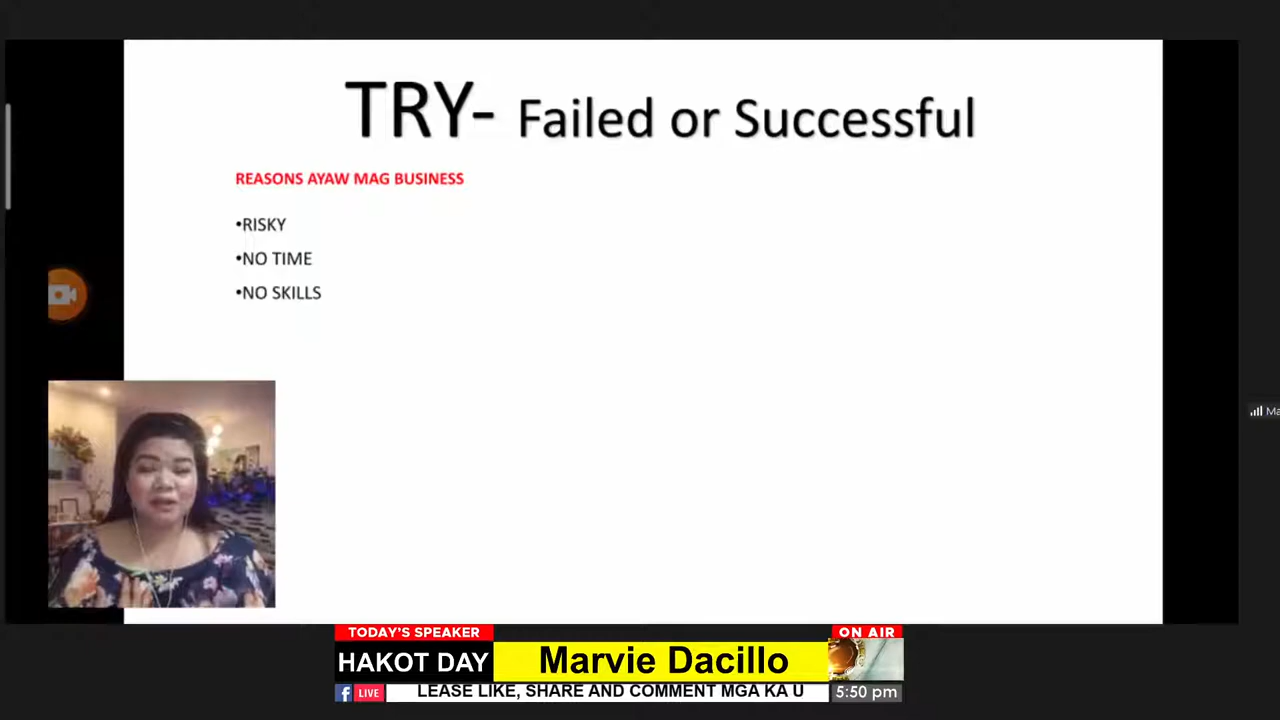 TRY- Failed or Successful
REASONS AYAW MAG BUSINESS
•RISKY
•NO TIME
•NO SKILLS
TODAY'S SPEAKER
ON AIR
HAKOT DAY
Marvie Dacillo
LIVE
LEASE LIKE, SHARE AND COMMENT MGA KA U
5:50 pm